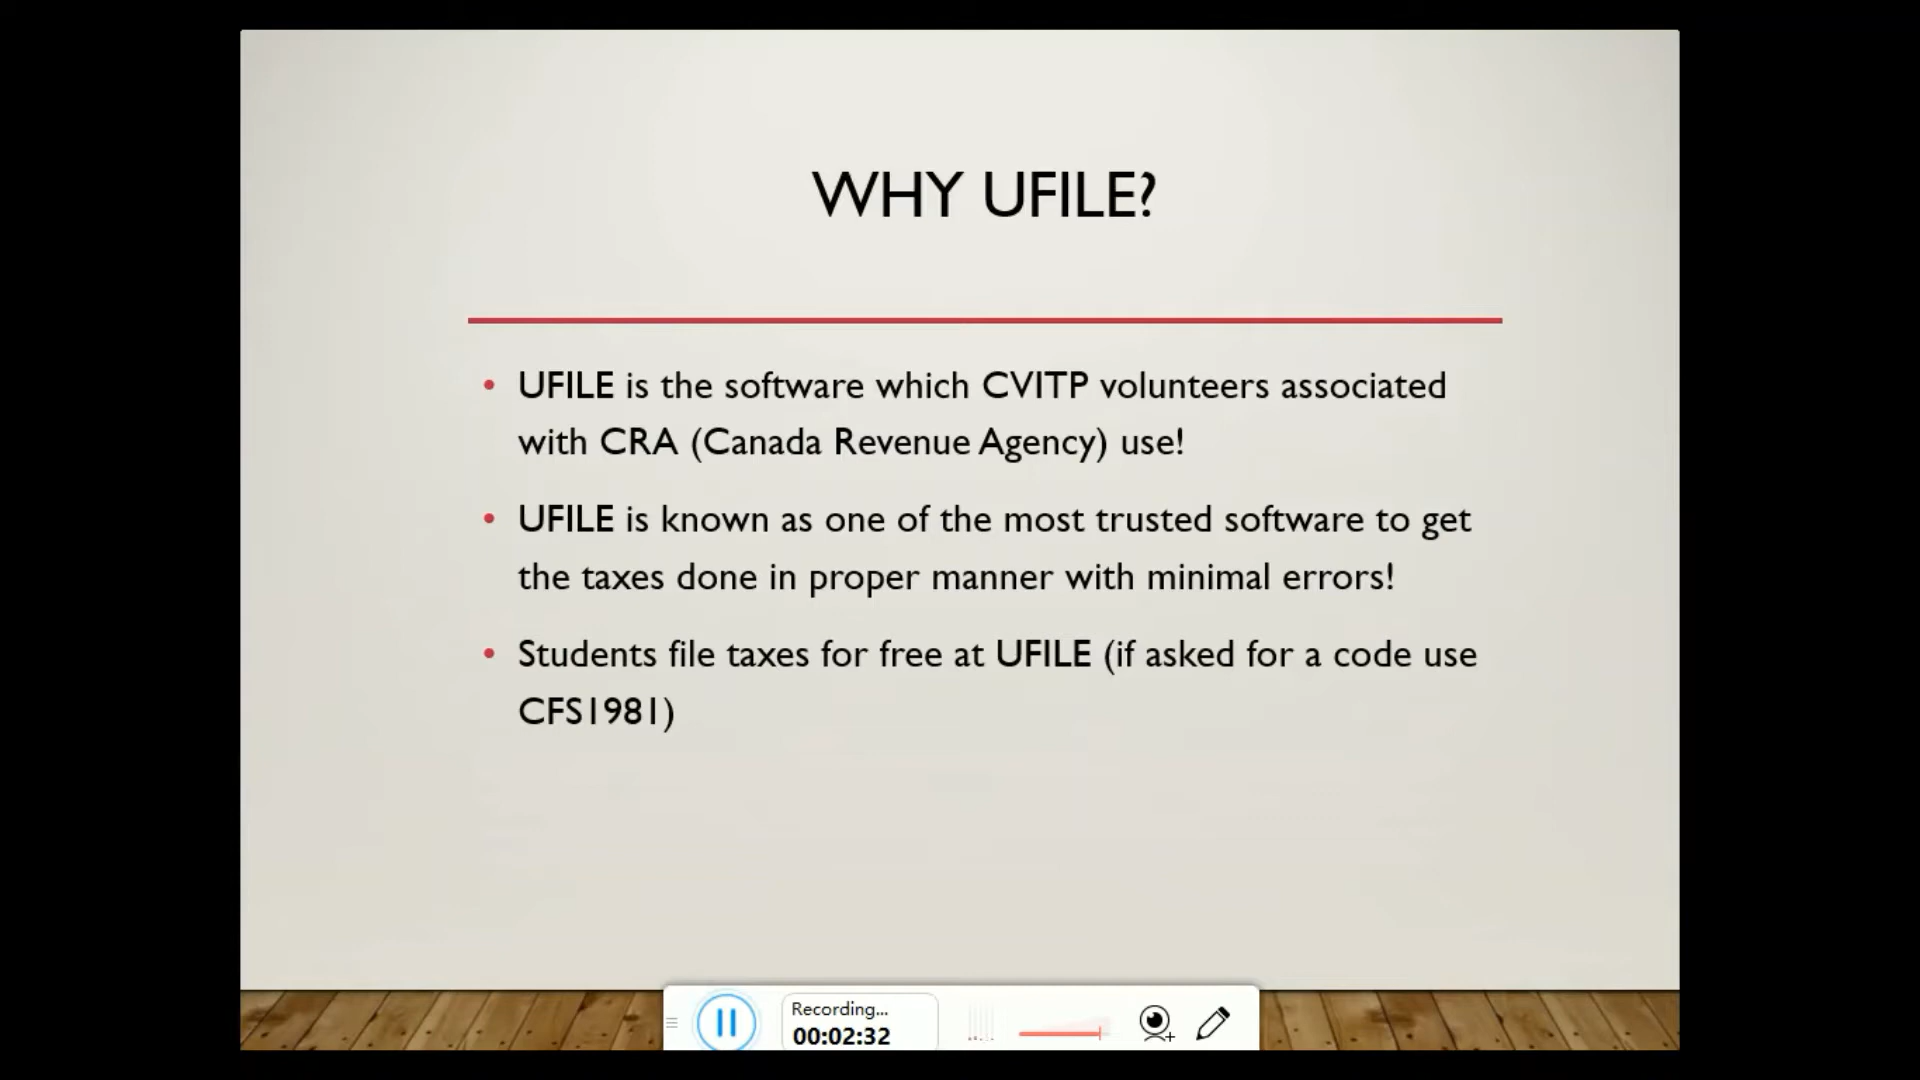 WHY UFILE?
• UFILE is the software which CVITP volunteers associated
with CRA (Canada Revenue Agency) use!
• UFILE is known as one of the most trusted software to get
the taxes done in proper manner with minimal errors!
• Students file taxes for free at UFILE (if asked for a code use
CFS1981)
Recording...
00:02:32